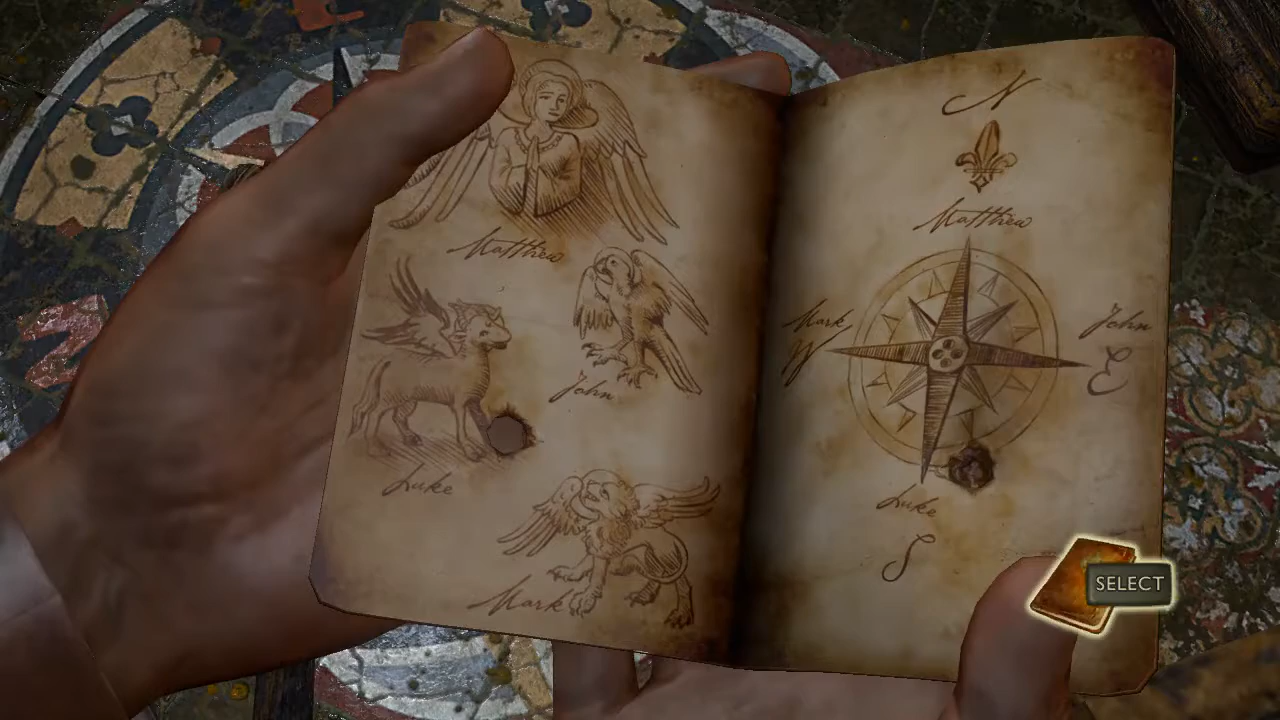 Matthew
John
Luke
Mark
N
Matthew
Mark
W
John
E
Luke
S
SELECT